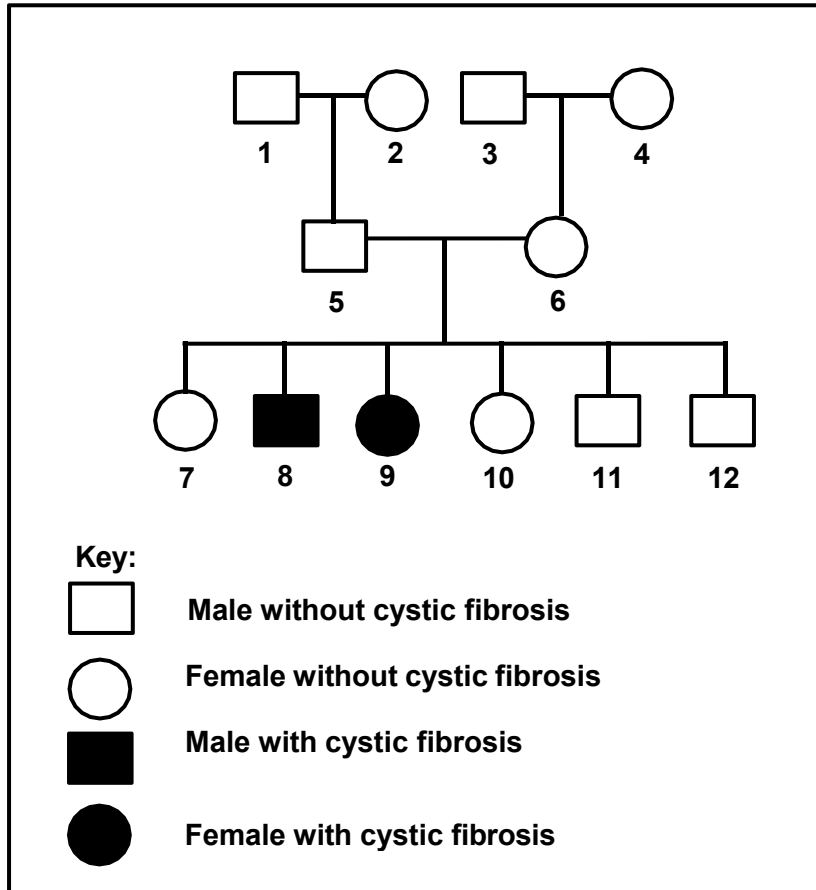 1 2 3 4
5 6
7 8 9 10 11 12
Key:
Male without cystic fibrosis
Female without cystic fibrosis
Male with cystic fibrosis
Female with cystic fibrosis